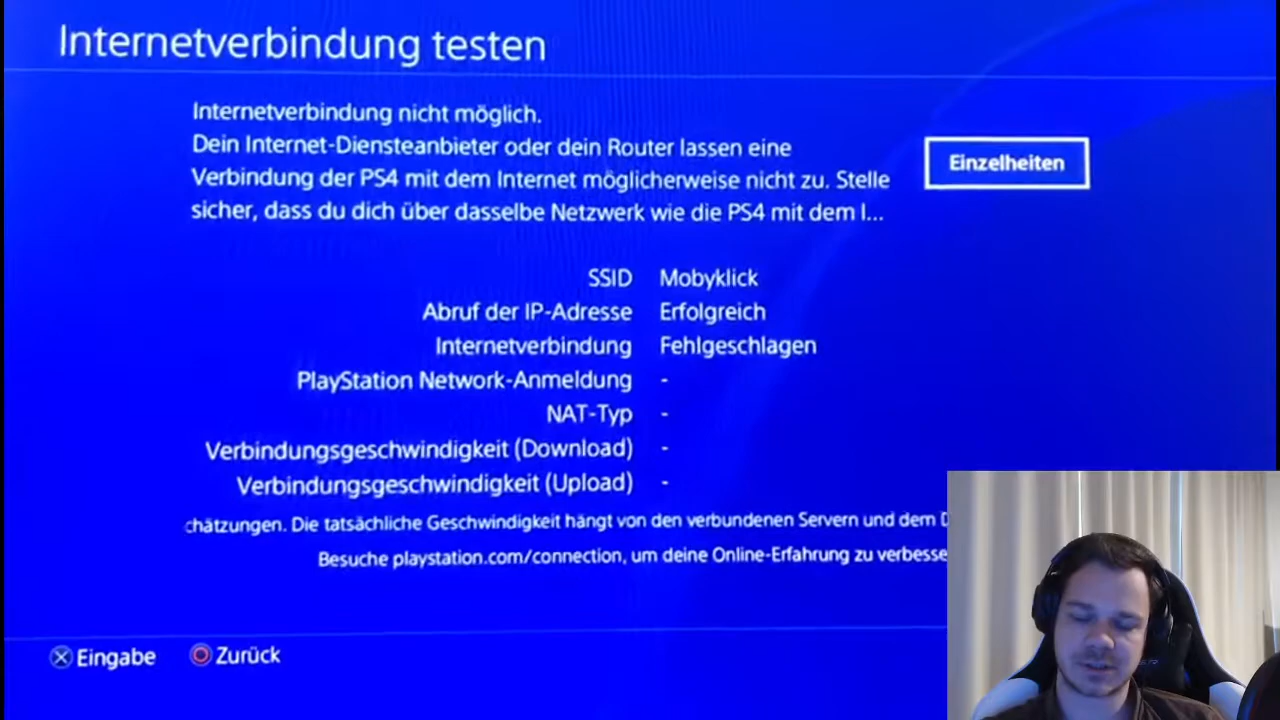 Internetverbindung testen
Internetverbindung nicht möglich.
Dein Internet-Diensteanbieter oder dein Router lassen eine
Verbindung der PS4 mit dem Internet möglicherweise nicht zu. Stelle
sicher, dass du dich über dasselbe Netzwerk wie die PS4 mit dem I...
Einzelheiten
SSID Mobyklick
Abruf der IP-Adresse Erfolgreich
Internetverbindung Fehlgeschlagen
PlayStation Network-Anmeldung -
NAT-Typ -
Verbindungsgeschwindigkeit (Download) -
Verbindungsgeschwindigkeit (Upload) -
chätzungen. Die tatsächliche Geschwindigkeit hängt von den verbundenen Servern und dem D
Besuche playstation.com/connection, um deine Online-Erfahrung zu verbesse
Eingabe Zurück